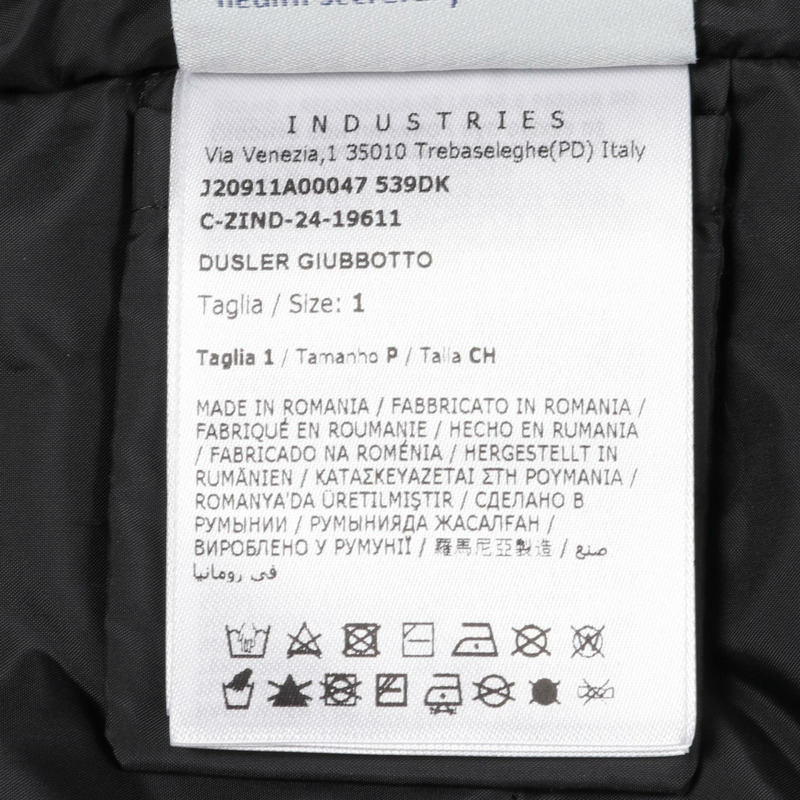 health secretary
INDUSTRIES
Via Venezia,1 35010 Trebaseleghe(PD) Italy
J20911A00047 539DK
C-ZIND-24-19611
DUSLER GIUBBOTTO
Taglia / Size: 1
Taglia 1 / Tamanho P / Talla CH
MADE IN ROMANIA / FABBRICATO IN ROMANIA /
FABRIQUÉ EN ROUMANIE / HECHO EN RUMANIA
/ FABRICADO NA ROMÉNIA / HERGESTELLT IN
RUMÄNIEN / ΚΑΤΑΣΚΕΥΑΖΕΤΑΙ ΣΤΗ ΡΟΥΜΑΝΙΑ /
ROMANYA'DA ÜRETILMIŞTIR / СДЕЛАНО В
РУМЫНИИ / РУМЫНИЯДА ЖАСАЛҒАН /
ВИРОБЛЕНО У РУМУНІЇ / 羅馬尼亞製造 / صنع
في رومانيا